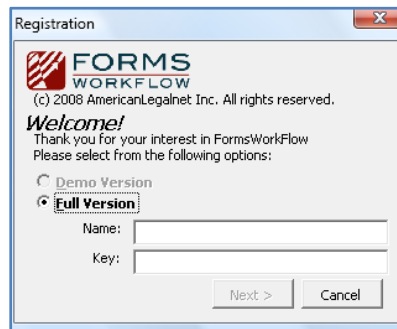 Registration
FORMS
WORKFLOW
(c) 2008 AmericanLegalnet Inc. All rights reserved.
Welcome!
Thank you for your interest in FormsWorkFlow
Please select from the following options:
Demo Version
Full Version
Name:
Key:
Next >
Cancel